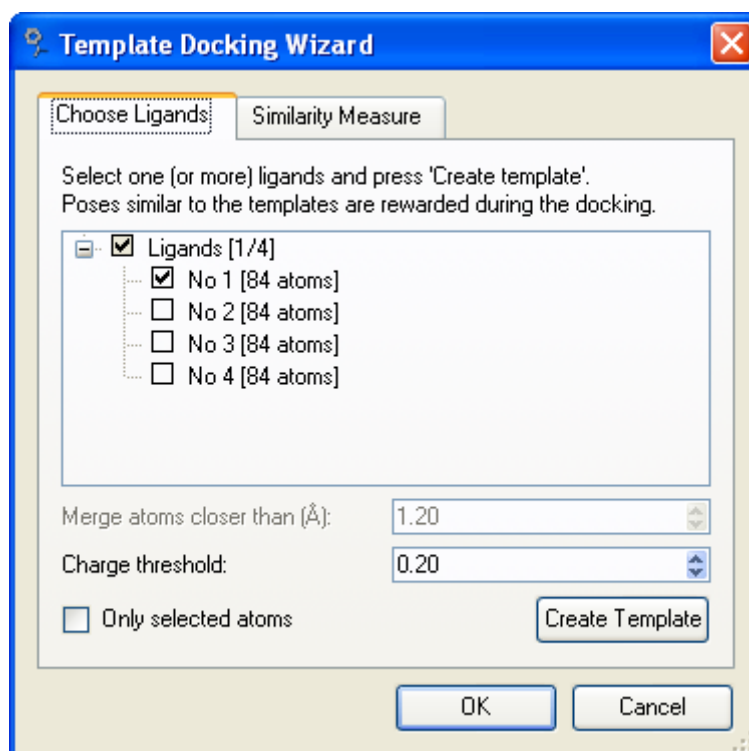 Template Docking Wizard
Choose Ligands
Similarity Measure
Select one (or more) ligands and press 'Create template'.
Poses similar to the templates are rewarded during the docking.
Ligands [1/4]
No 1 [84 atoms]
No 2 [84 atoms]
No 3 [84 atoms]
No 4 [84 atoms]
Merge atoms closer than (Å): 1.20
Charge threshold: 0.20
Only selected atoms
Create Template
OK
Cancel